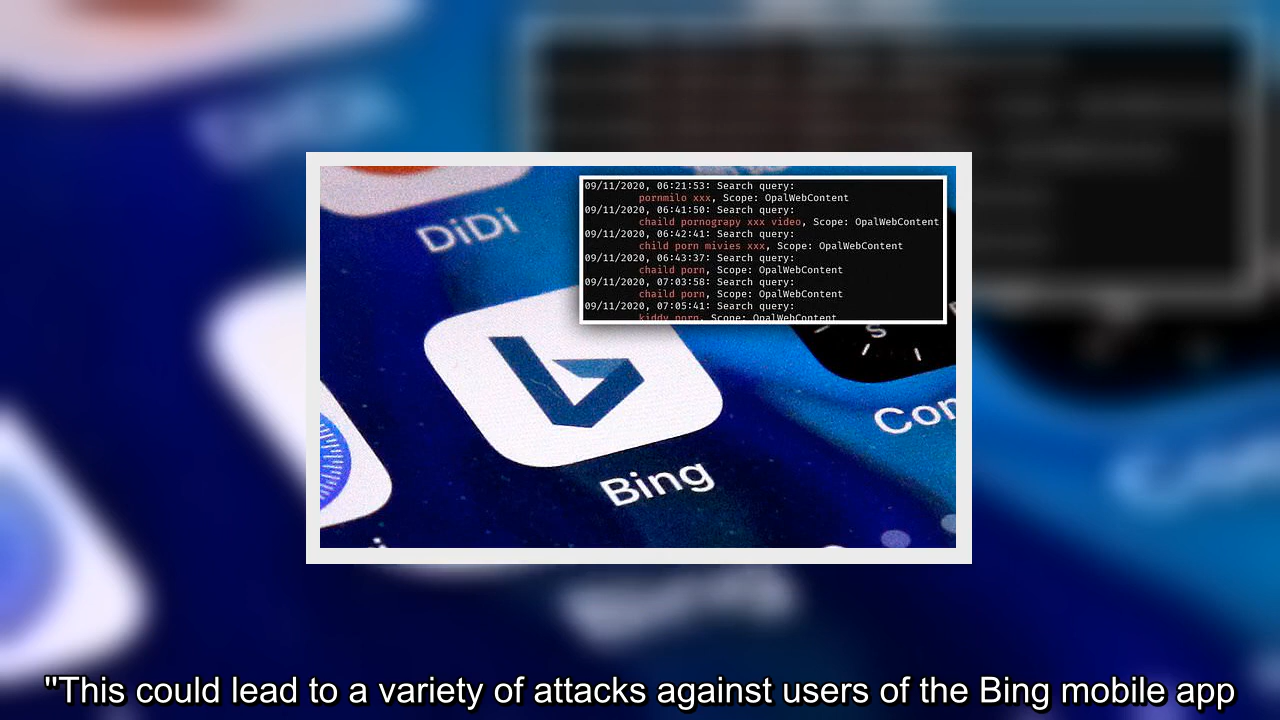 DiDi
09/11/2020, 06:21:53: Search query:
pornmilo xxx, Scope: OpalWebContent
09/11/2020, 06:41:50: Search query:
chaild pornograpy xxx video, Scope: OpalWebContent
09/11/2020, 06:42:41: Search query:
child porn mivies xxx, Scope: OpalWebContent
09/11/2020, 06:43:37: Search query:
chaild porn, Scope: OpalWebContent
09/11/2020, 07:03:58: Search query:
chaild porn, Scope: OpalWebContent
09/11/2020, 07:05:41: Search query:
kiddy porn, Scope: OpalWebContent
Con
Bing
"This could lead to a variety of attacks against users of the Bing mobile app